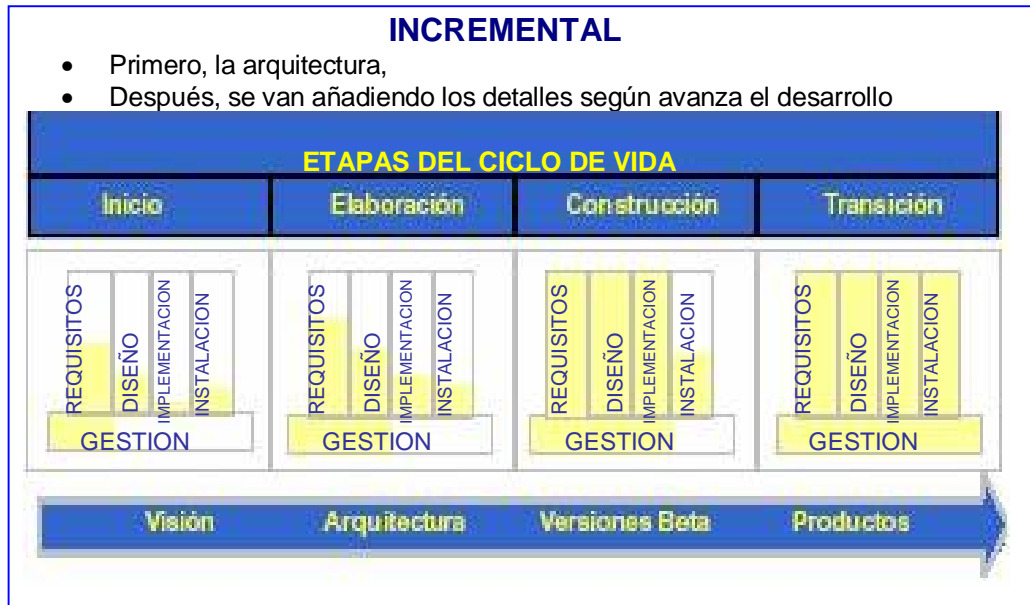 INCREMENTAL
• Primero, la arquitectura,
• Después, se van añadiendo los detalles según avanza el desarrollo
ETAPAS DEL CICLO DE VIDA
Inicio Elaboración Construcción Transición
REQUISITOS DISEÑO IMPLEMENTACION INSTALACION
GESTION
REQUISITOS DISEÑO IMPLEMENTACION INSTALACION
GESTION
REQUISITOS DISEÑO IMPLEMENTACION INSTALACION
GESTION
REQUISITOS DISEÑO IMPLEMENTACION INSTALACION
GESTION
Visión Arquitectura Versiones Beta Productos